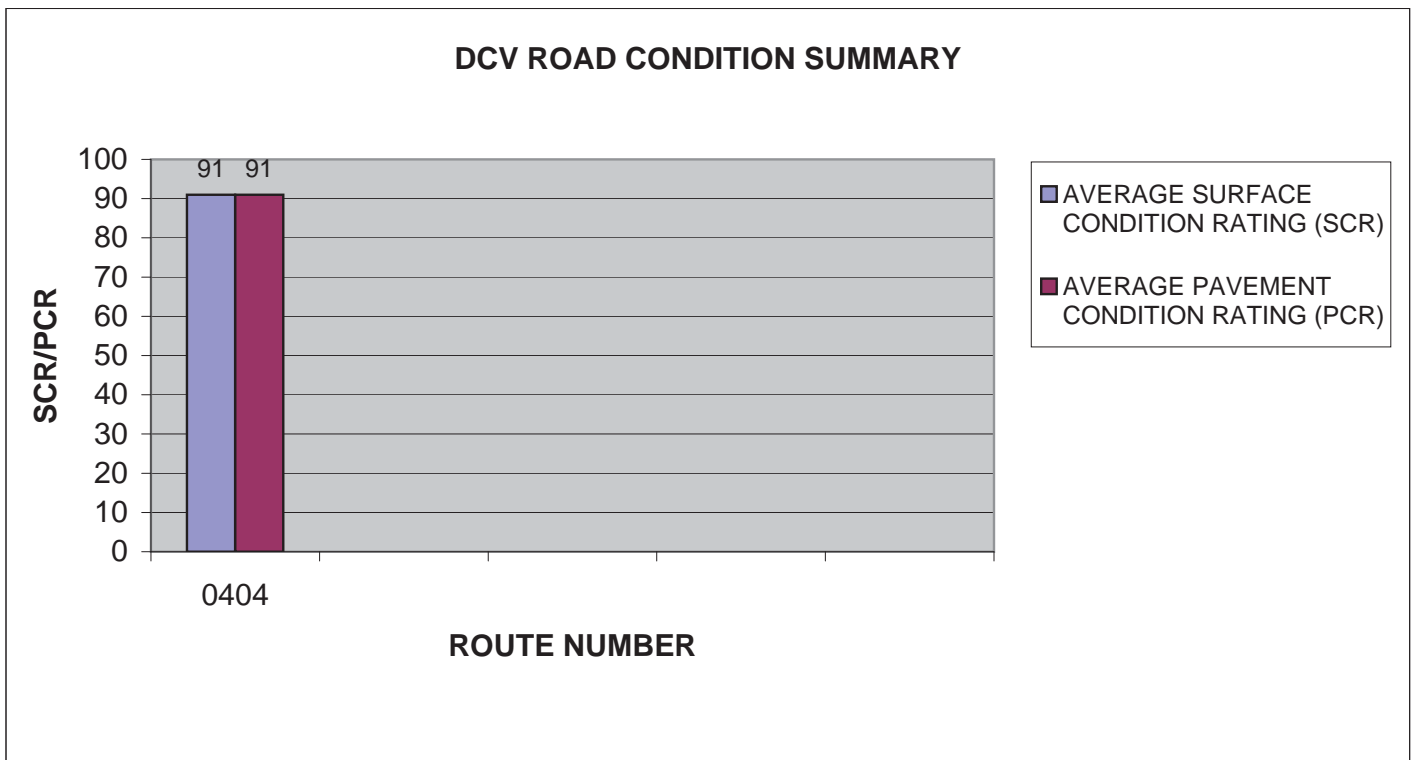 DCV ROAD CONDITION SUMMARY
100
90
80
70
60
50
40
30
20
10
0
SCR/PCR
91 91
0404
ROUTE NUMBER
AVERAGE SURFACE
CONDITION RATING (SCR)
AVERAGE PAVEMENT
CONDITION RATING (PCR)